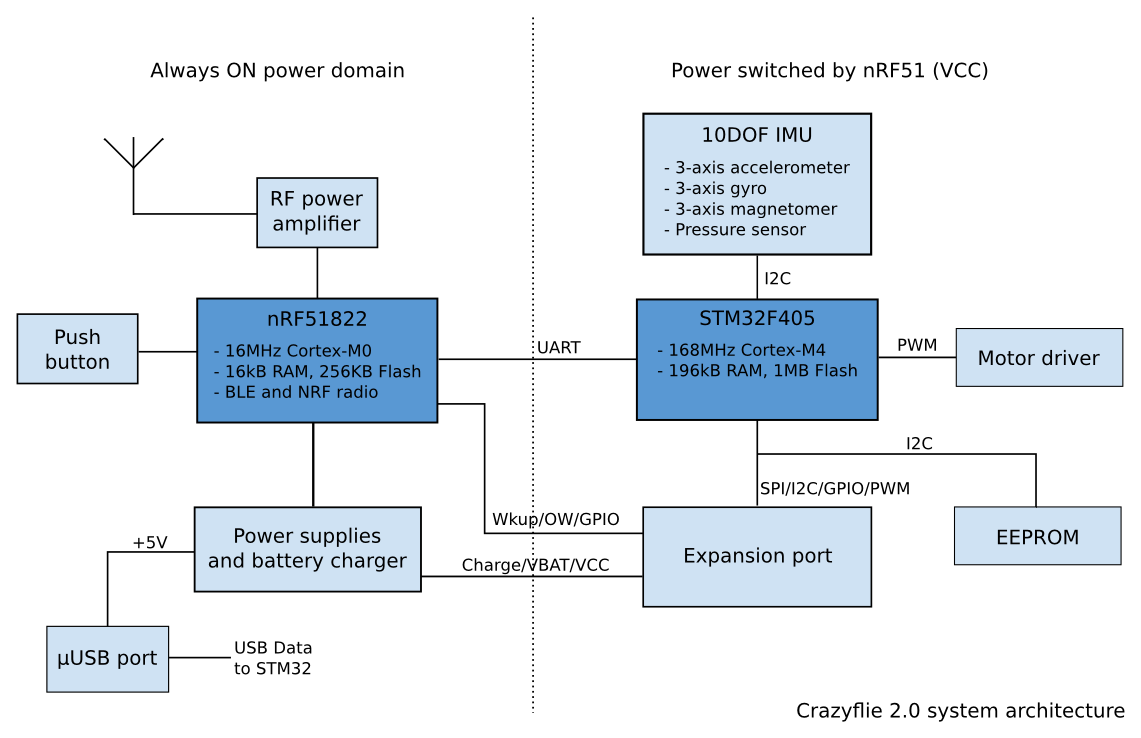 Always ON power domain
Power switched by nRF51 (VCC)
10DOF IMU
- 3-axis accelerometer
- 3-axis gyro
- 3-axis magnetomer
- Pressure sensor
RF power
amplifier
I2C
nRF51822
- 16MHz Cortex-M0
- 16kB RAM, 256KB Flash
- BLE and NRF radio
Push
button
UART
STM32F405
- 168MHz Cortex-M4
- 196kB RAM, 1MB Flash
PWM
Motor driver
I2C
SPI/I2C/GPIO/PWM
Wkup/OW/GPIO
Power supplies
and battery charger
+5V
Charge/VBAT/VCC
Expansion port
EEPROM
µUSB port
USB Data
to STM32
Crazyflie 2.0 system architecture